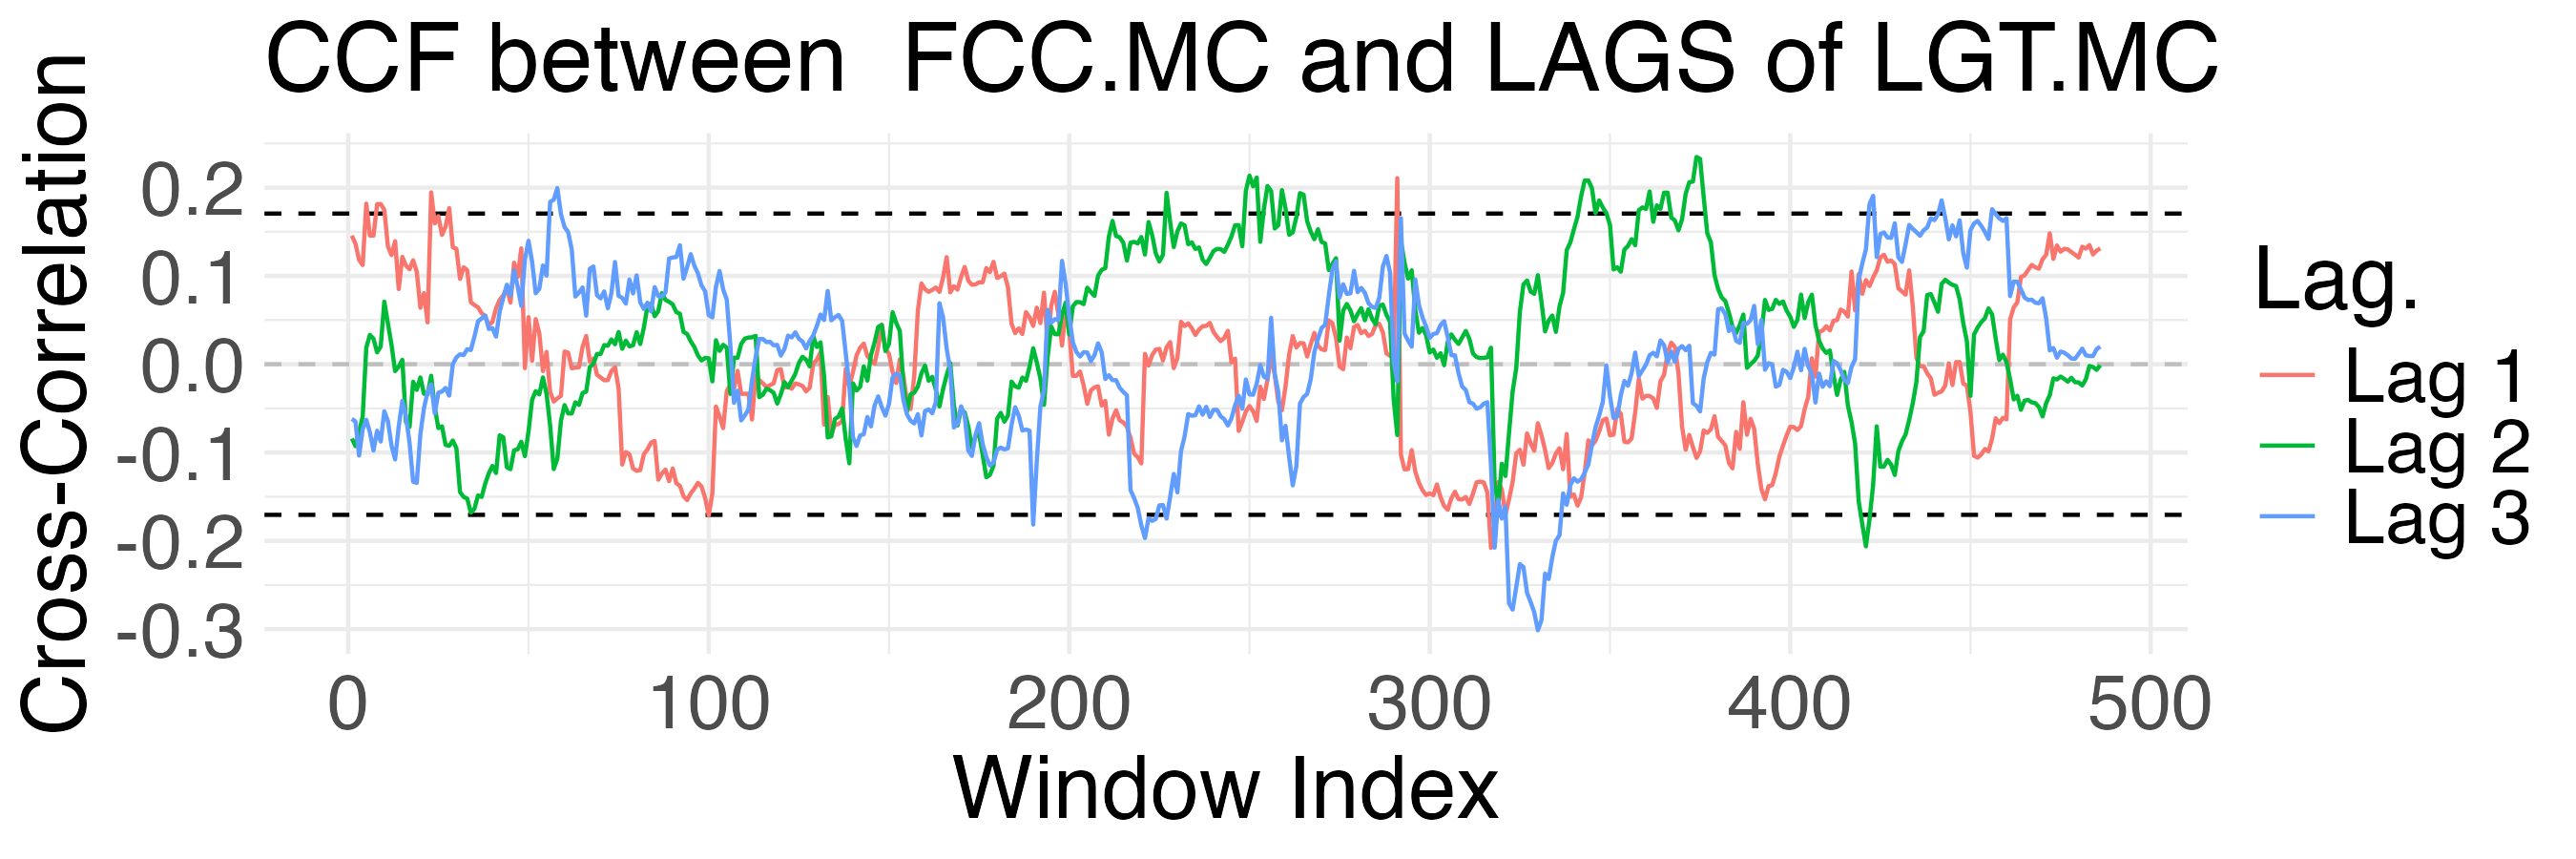 CCF between  FCC.MC and LAGS of LGT.MC
Cross-Correlation
0.2
0.1
0.0
-0.1
-0.2
-0.3
0 100 200 300 400 500
Window Index
Lag.
Lag 1
Lag 2
Lag 3